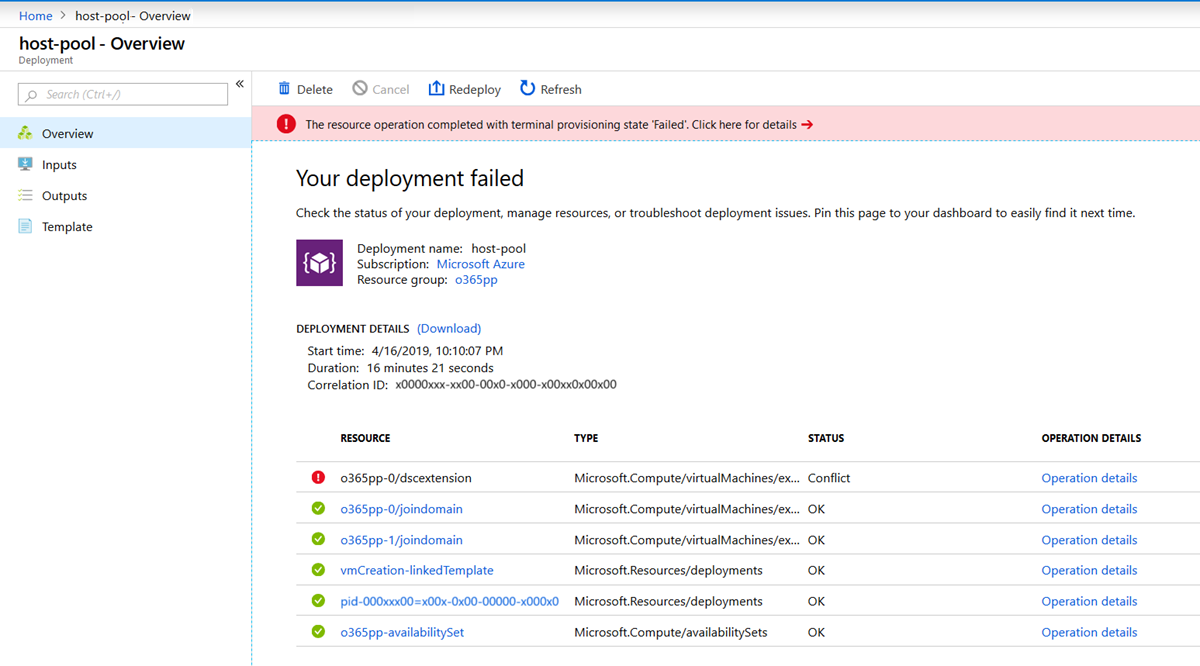 Home > host-pool- Overview
host-pool - Overview
Deployment
Search (Ctrl+/)
«
Overview
Inputs
Outputs
Template
Delete Cancel Redeploy Refresh
The resource operation completed with terminal provisioning state 'Failed'. Click here for details →
Your deployment failed
Check the status of your deployment, manage resources, or troubleshoot deployment issues. Pin this page to your dashboard to easily find it next time.
Deployment name: host-pool
Subscription: Microsoft Azure
Resource group: o365pp
DEPLOYMENT DETAILS (Download)
Start time: 4/16/2019, 10:10:07 PM
Duration: 16 minutes 21 seconds
Correlation ID: x0000xxx-xx00-00x0-x000-x00xx0x00x00
RESOURCE TYPE STATUS OPERATION DETAILS
o365pp-0/dscextension Microsoft.Compute/virtualMachines/ex... Conflict Operation details
o365pp-0/joindomain Microsoft.Compute/virtualMachines/ex... OK Operation details
o365pp-1/joindomain Microsoft.Compute/virtualMachines/ex... OK Operation details
vmCreation-linkedTemplate Microsoft.Resources/deployments OK Operation details
pid-000xxx00=x00x-0x00-00000-x000x0 Microsoft.Resources/deployments OK Operation details
o365pp-availabilitySet Microsoft.Compute/availabilitySets OK Operation details